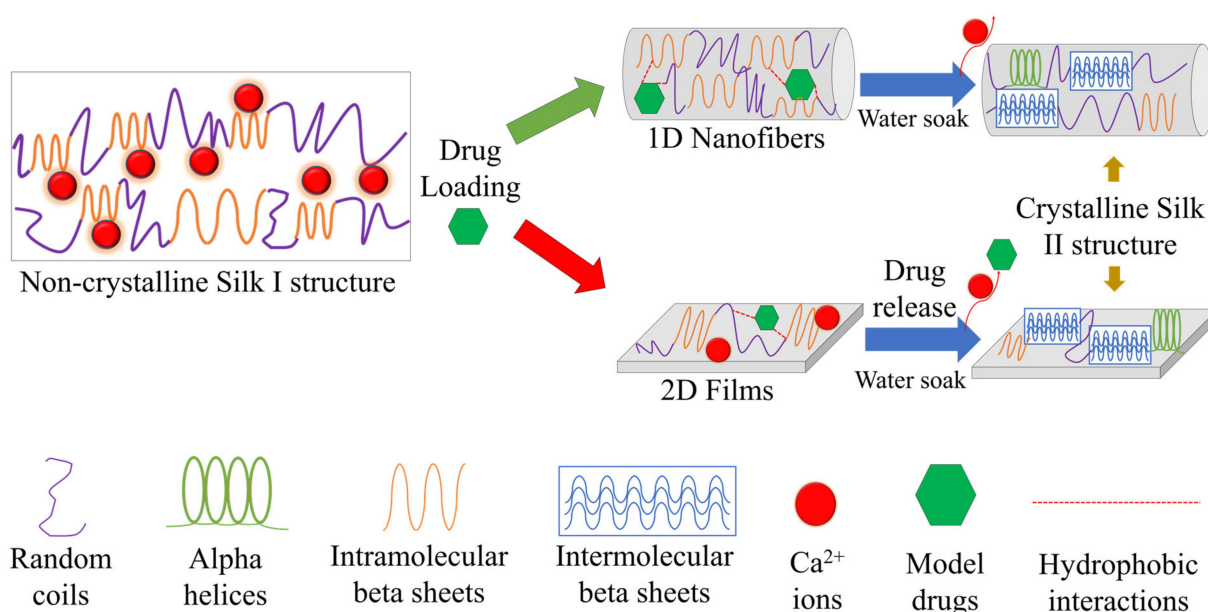 Non-crystalline Silk I structure
Drug
Loading
1D Nanofibers
Water soak
2D Films
Drug
release
Water soak
Crystalline Silk
II structure
Random
coils
Alpha
helices
Intramolecular
beta sheets
Intermolecular
beta sheets
Ca²⁺
ions
Model
drugs
Hydrophobic
interactions